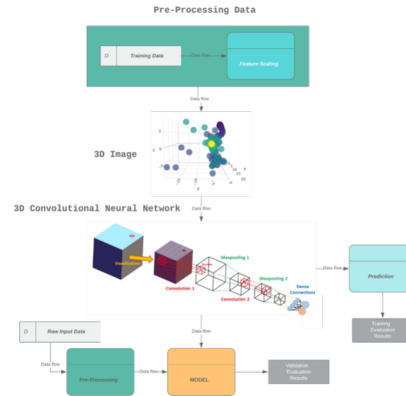 Pre-Processing Data
D
Training Data
Data flow
Feature Scaling
Data flow
3D Image
Data flow
3D Convolutional Neural Network
Maxpooling 1
Convolution 1
Convolution 2
Maxpooling 2
Dense
Connections
Data flow
Prediction
Training
Evaluation
Results
D
Raw Input Data
Data flow
Data flow
Pre-Processing
Data flow
MODEL
Validation
Evaluation
Results